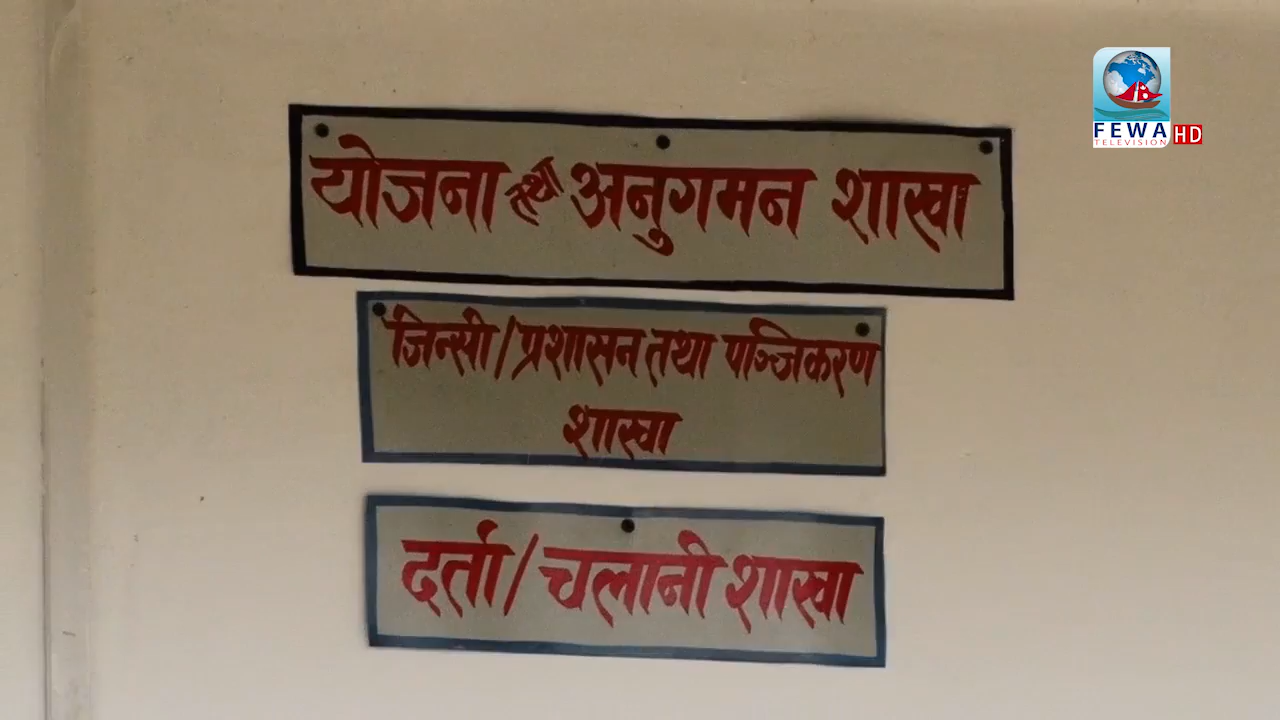 FEWA
TELEVISION HD
योजना तथा अनुगमन शाखा
जिन्सी/प्रशासन तथा पञ्जिकरण
शाखा
दर्ता/चलानी शाखा